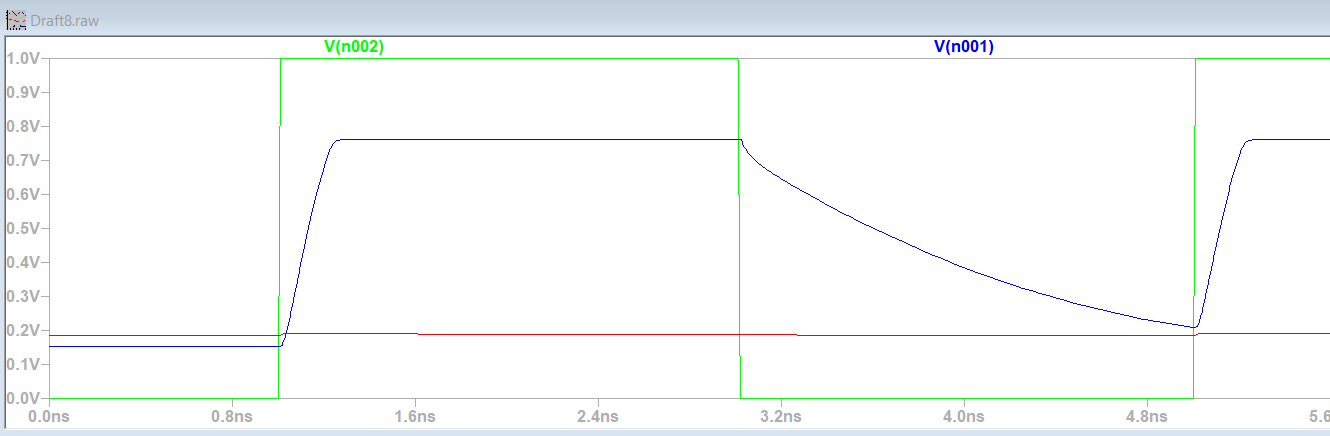 Draft8.raw
V(n002) V(n001)
1.0V
0.9V
0.8V
0.7V
0.6V
0.5V
0.4V
0.3V
0.2V
0.1V
0.0V
0.0ns 0.8ns 1.6ns 2.4ns 3.2ns 4.0ns 4.8ns 5.6